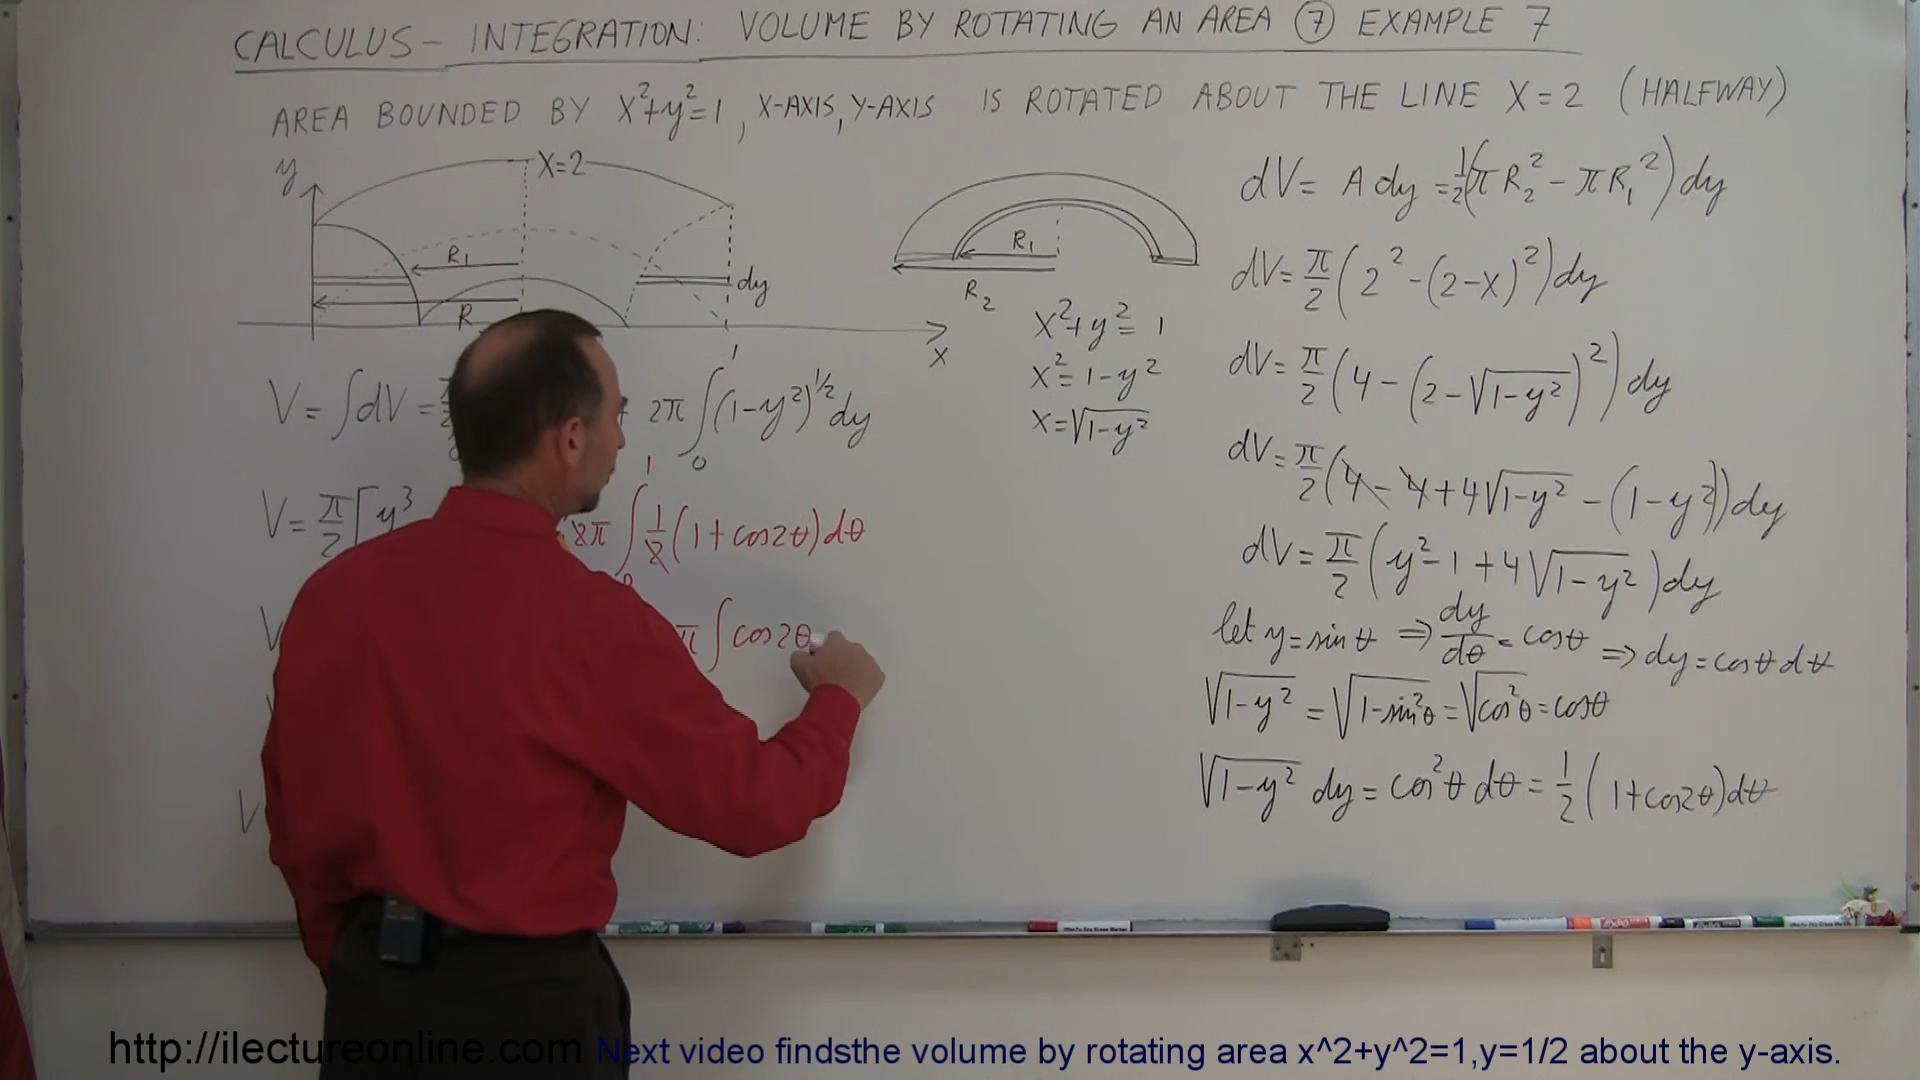 CALCULUS - INTEGRATION: VOLUME BY ROTATING AN AREA ⑦ EXAMPLE 7
AREA BOUNDED BY x²+y²=1, X-AXIS, Y-AXIS IS ROTATED ABOUT THE LINE X=2 (HALFWAY)
y
X=2
R₁
dy
R
x
R₁
R₂
x²+y²=1
x²=1-y²
x=√(1-y²)
dV= A dy = ½(πR₂² - πR₁²)dy
dV= π/2 (2² - (2-x)²)dy
dV= π/2 (4 - (2-√(1-y²))²)dy
dV= π/2 (4 - 4 + 4√(1-y²) - (1-y²))dy
dV= π/2 (y²-1+4√(1-y²))dy
let y=sinθ ⇒ dy/dθ = cosθ ⇒ dy=cosθdθ
√(1-y²) = √(1-sin²θ) = √(cos²θ) = cosθ
√(1-y²) dy = cos²θ dθ = ½(1+cos2θ)dθ
V= ∫dV = 2π ∫₀¹ (1-y²)^(1/2) dy
V= π/2 [y³ 2π ∫₀¹ ½(1+cos2θ)dθ
V π ∫cos2θ
V
http://ilectureonline.com Next video findsthe volume by rotating area x^2+y^2=1,y=1/2 about the y-axis.